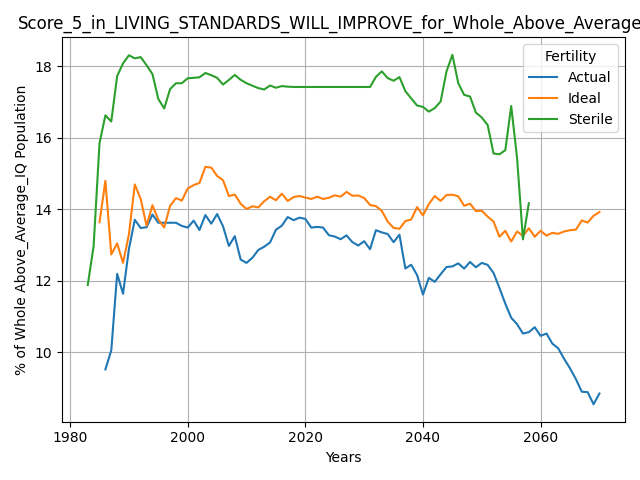 Score_5_in_LIVING_STANDARDS_WILL_IMPROVE_for_Whole_Above_Average
Fertility
Actual
Ideal
Sterile
% of Whole Above_Average_IQ Population
18
16
14
12
10
1980
2000
2020
2040
2060
Years